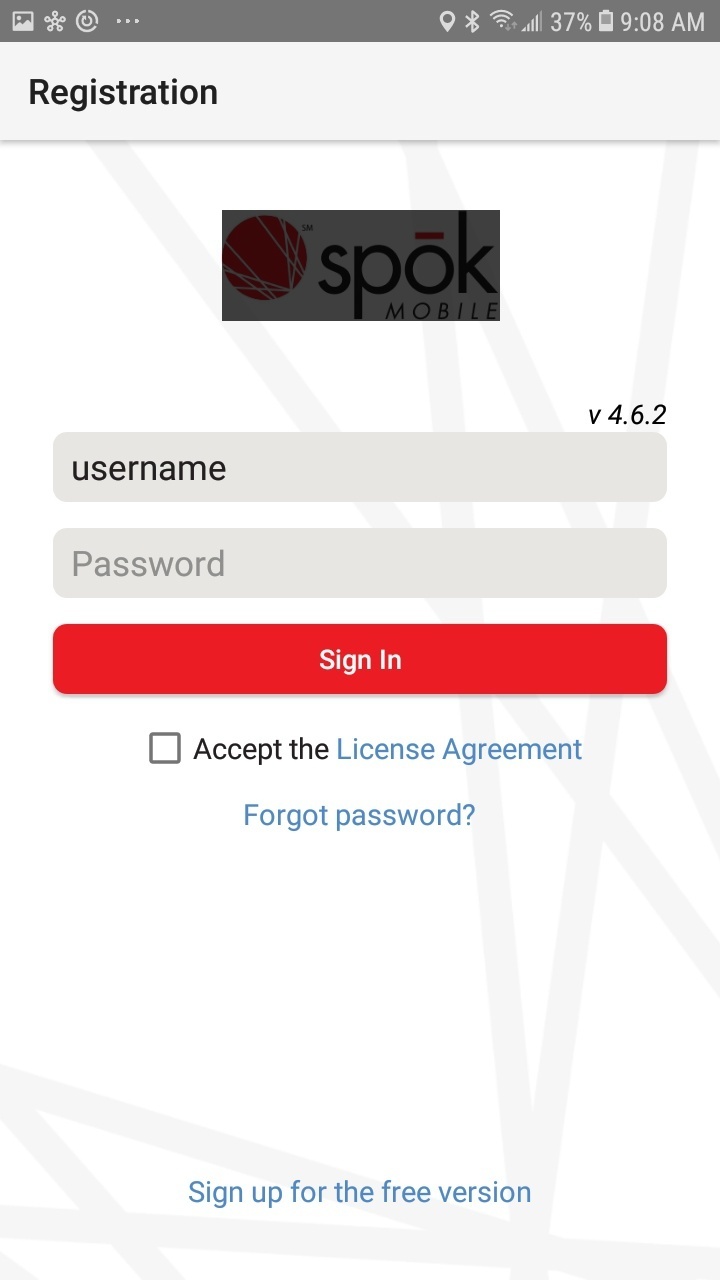 37% 9:08 AM
Registration
SM
spōk
MOBILE
v 4.6.2
username
Password
Sign In
Accept the License Agreement
Forgot password?
Sign up for the free version